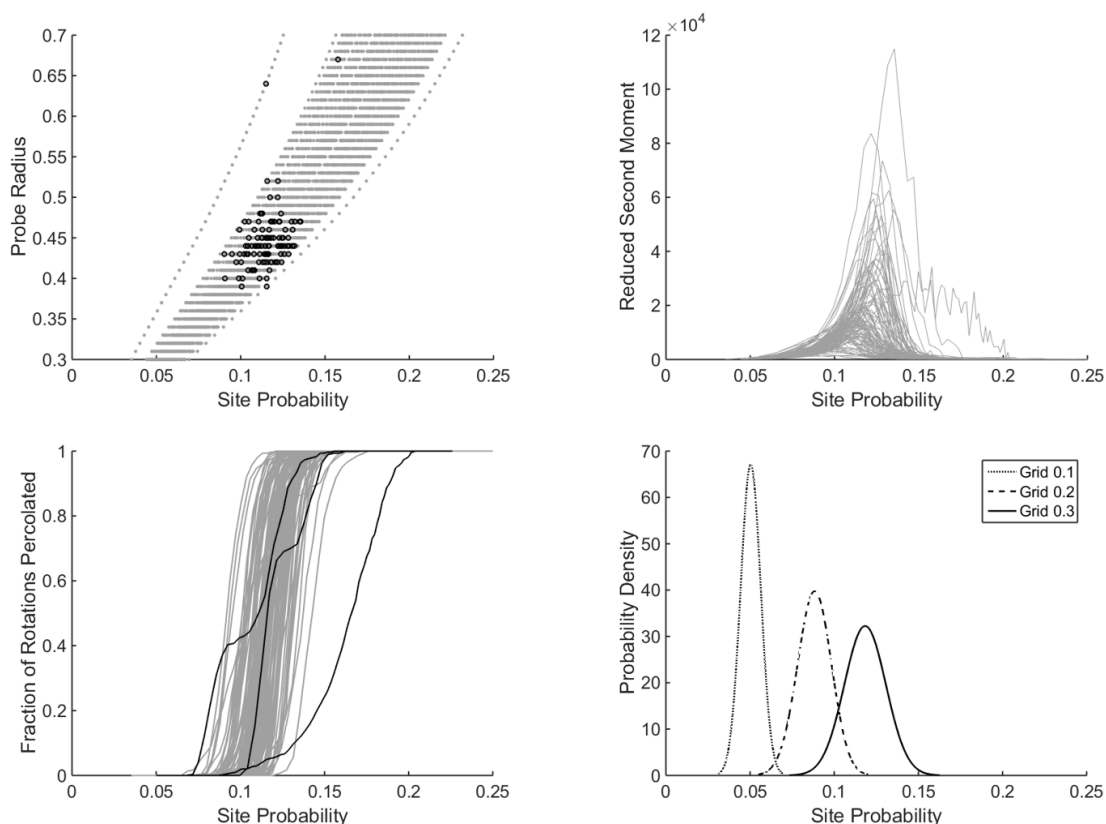 0.7
0.65
0.6
0.55
0.5
0.45
0.4
0.35
0.3
Probe Radius
0 0.05 0.1 0.15 0.2 0.25
Site Probability
×10⁴
12
10
8
6
4
2
0
Reduced Second Moment
0.05 0.1 0.15 0.2 0.25
Site Probability
1
0.8
0.6
0.4
0.2
0
Fraction of Rotations Percolated
0 0.05 0.1 0.15 0.2 0.25
Site Probability
70
60
50
40
30
20
10
0
Probability Density
Grid 0.1
Grid 0.2
Grid 0.3
0 0.05 0.1 0.15 0.2 0.25
Site Probability